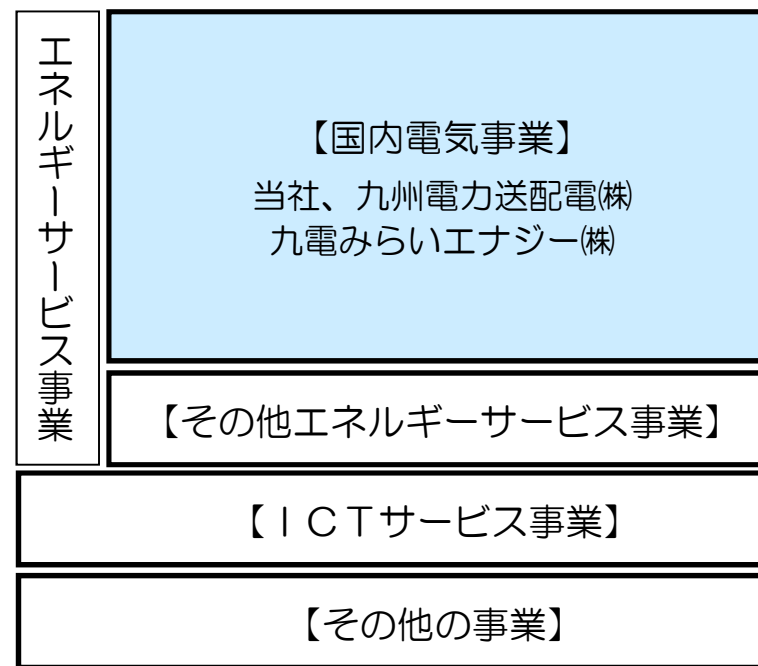 エネルギーサービス事業
【国内電気事業】
当社、九州電力送配電㈱
九電みらいエナジー㈱
【その他エネルギーサービス事業】
【ＩＣＴサービス事業】
【その他の事業】